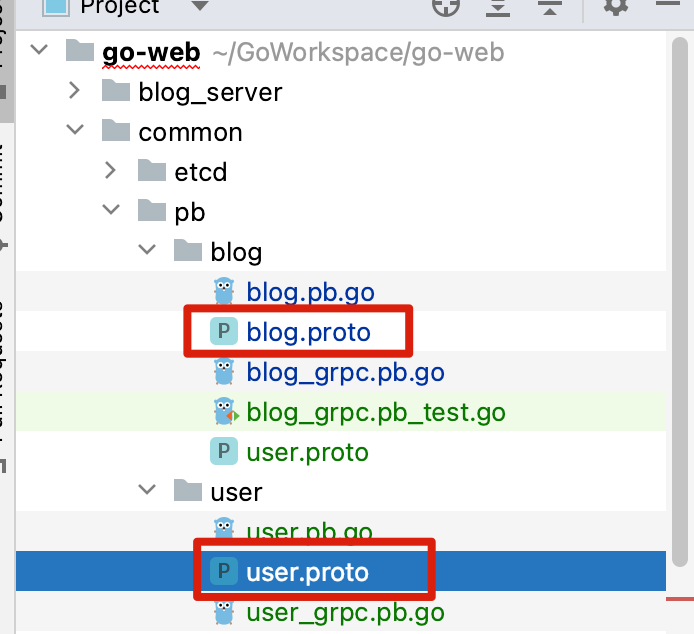 Project
go-web ~/GoWorkspace/go-web
blog_server
common
etcd
pb
blog
blog.pb.go
P blog.proto
blog_grpc.pb.go
blog_grpc.pb_test.go
P user.proto
user
user.pb.go
P user.proto
user_grpc.pb.go